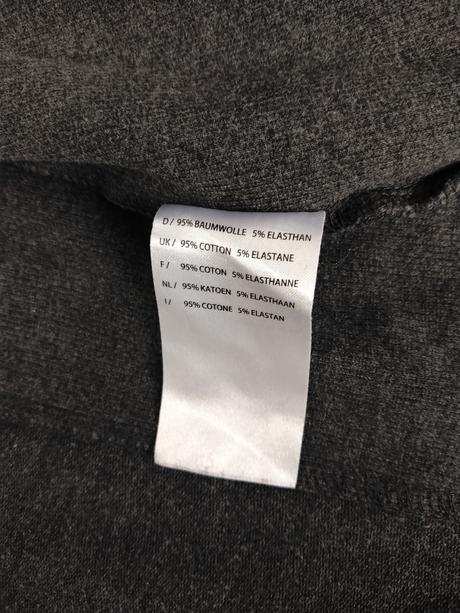 D/ 95% BAUMWOLLE 5% ELASTHAN
UK/ 95% COTTON 5% ELASTANE
F/ 95% COTON 5% ELASTHANNE
NL/ 95% KATOEN 5% ELASTHAAN
I/ 95% COTONE 5% ELASTAN